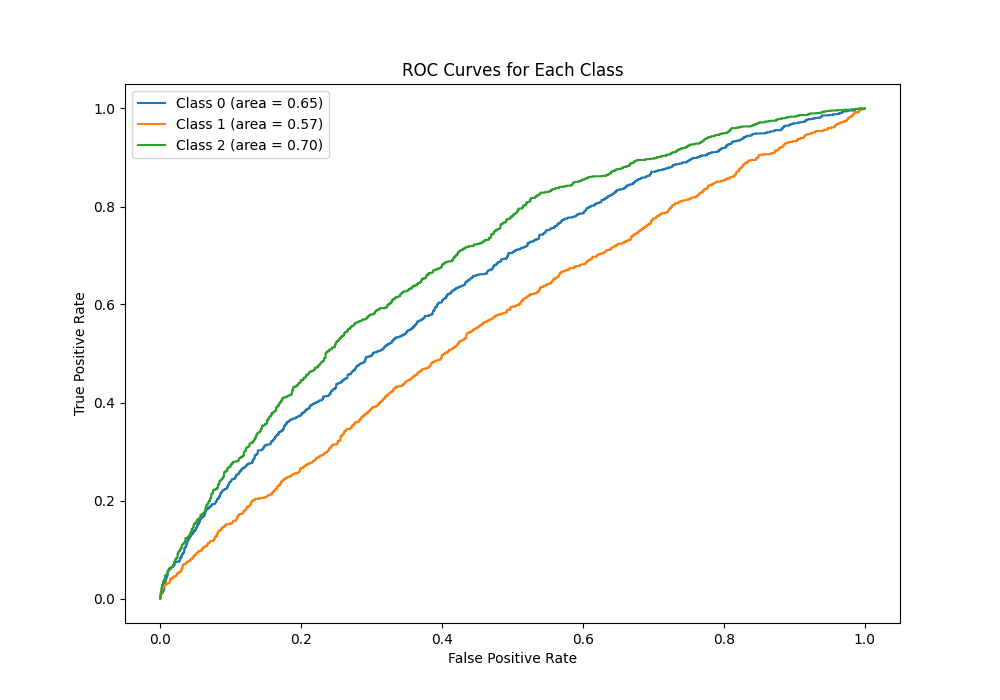 ROC Curves for Each Class
Class 0 (area = 0.65)
Class 1 (area = 0.57)
Class 2 (area = 0.70)
True Positive Rate
1.0
0.8
0.6
0.4
0.2
0.0
0.0 0.2 0.4 0.6 0.8 1.0
False Positive Rate